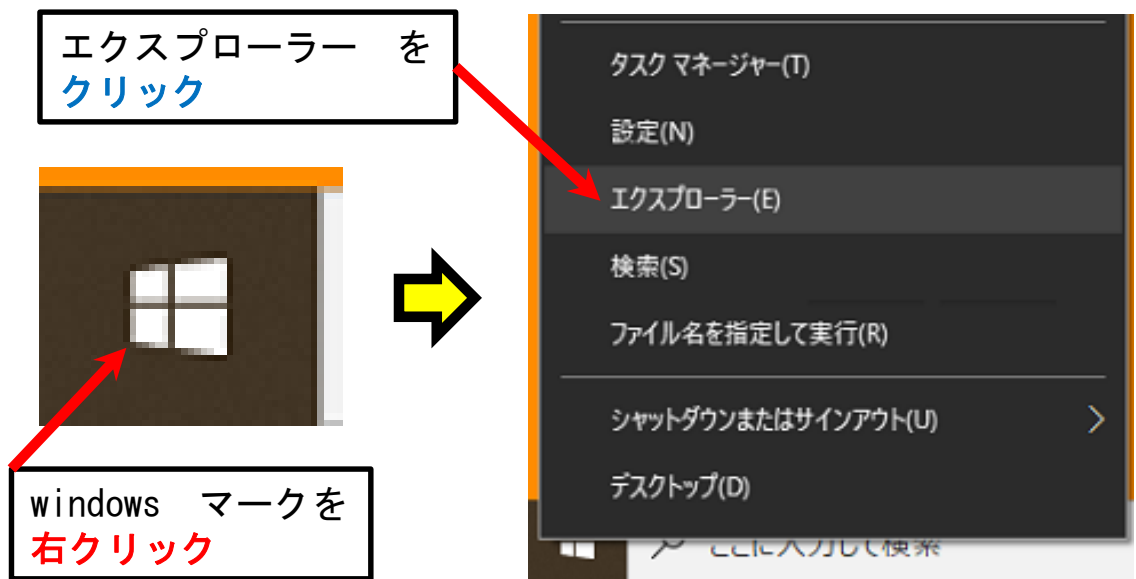 エクスプローラー　を
クリック
windows　マークを
右クリック
タスク マネージャー(T)
設定(N)
エクスプローラー(E)
検索(S)
ファイル名を指定して実行(R)
シャットダウンまたはサインアウト(U)
デスクトップ(D)
ここに入力して検索